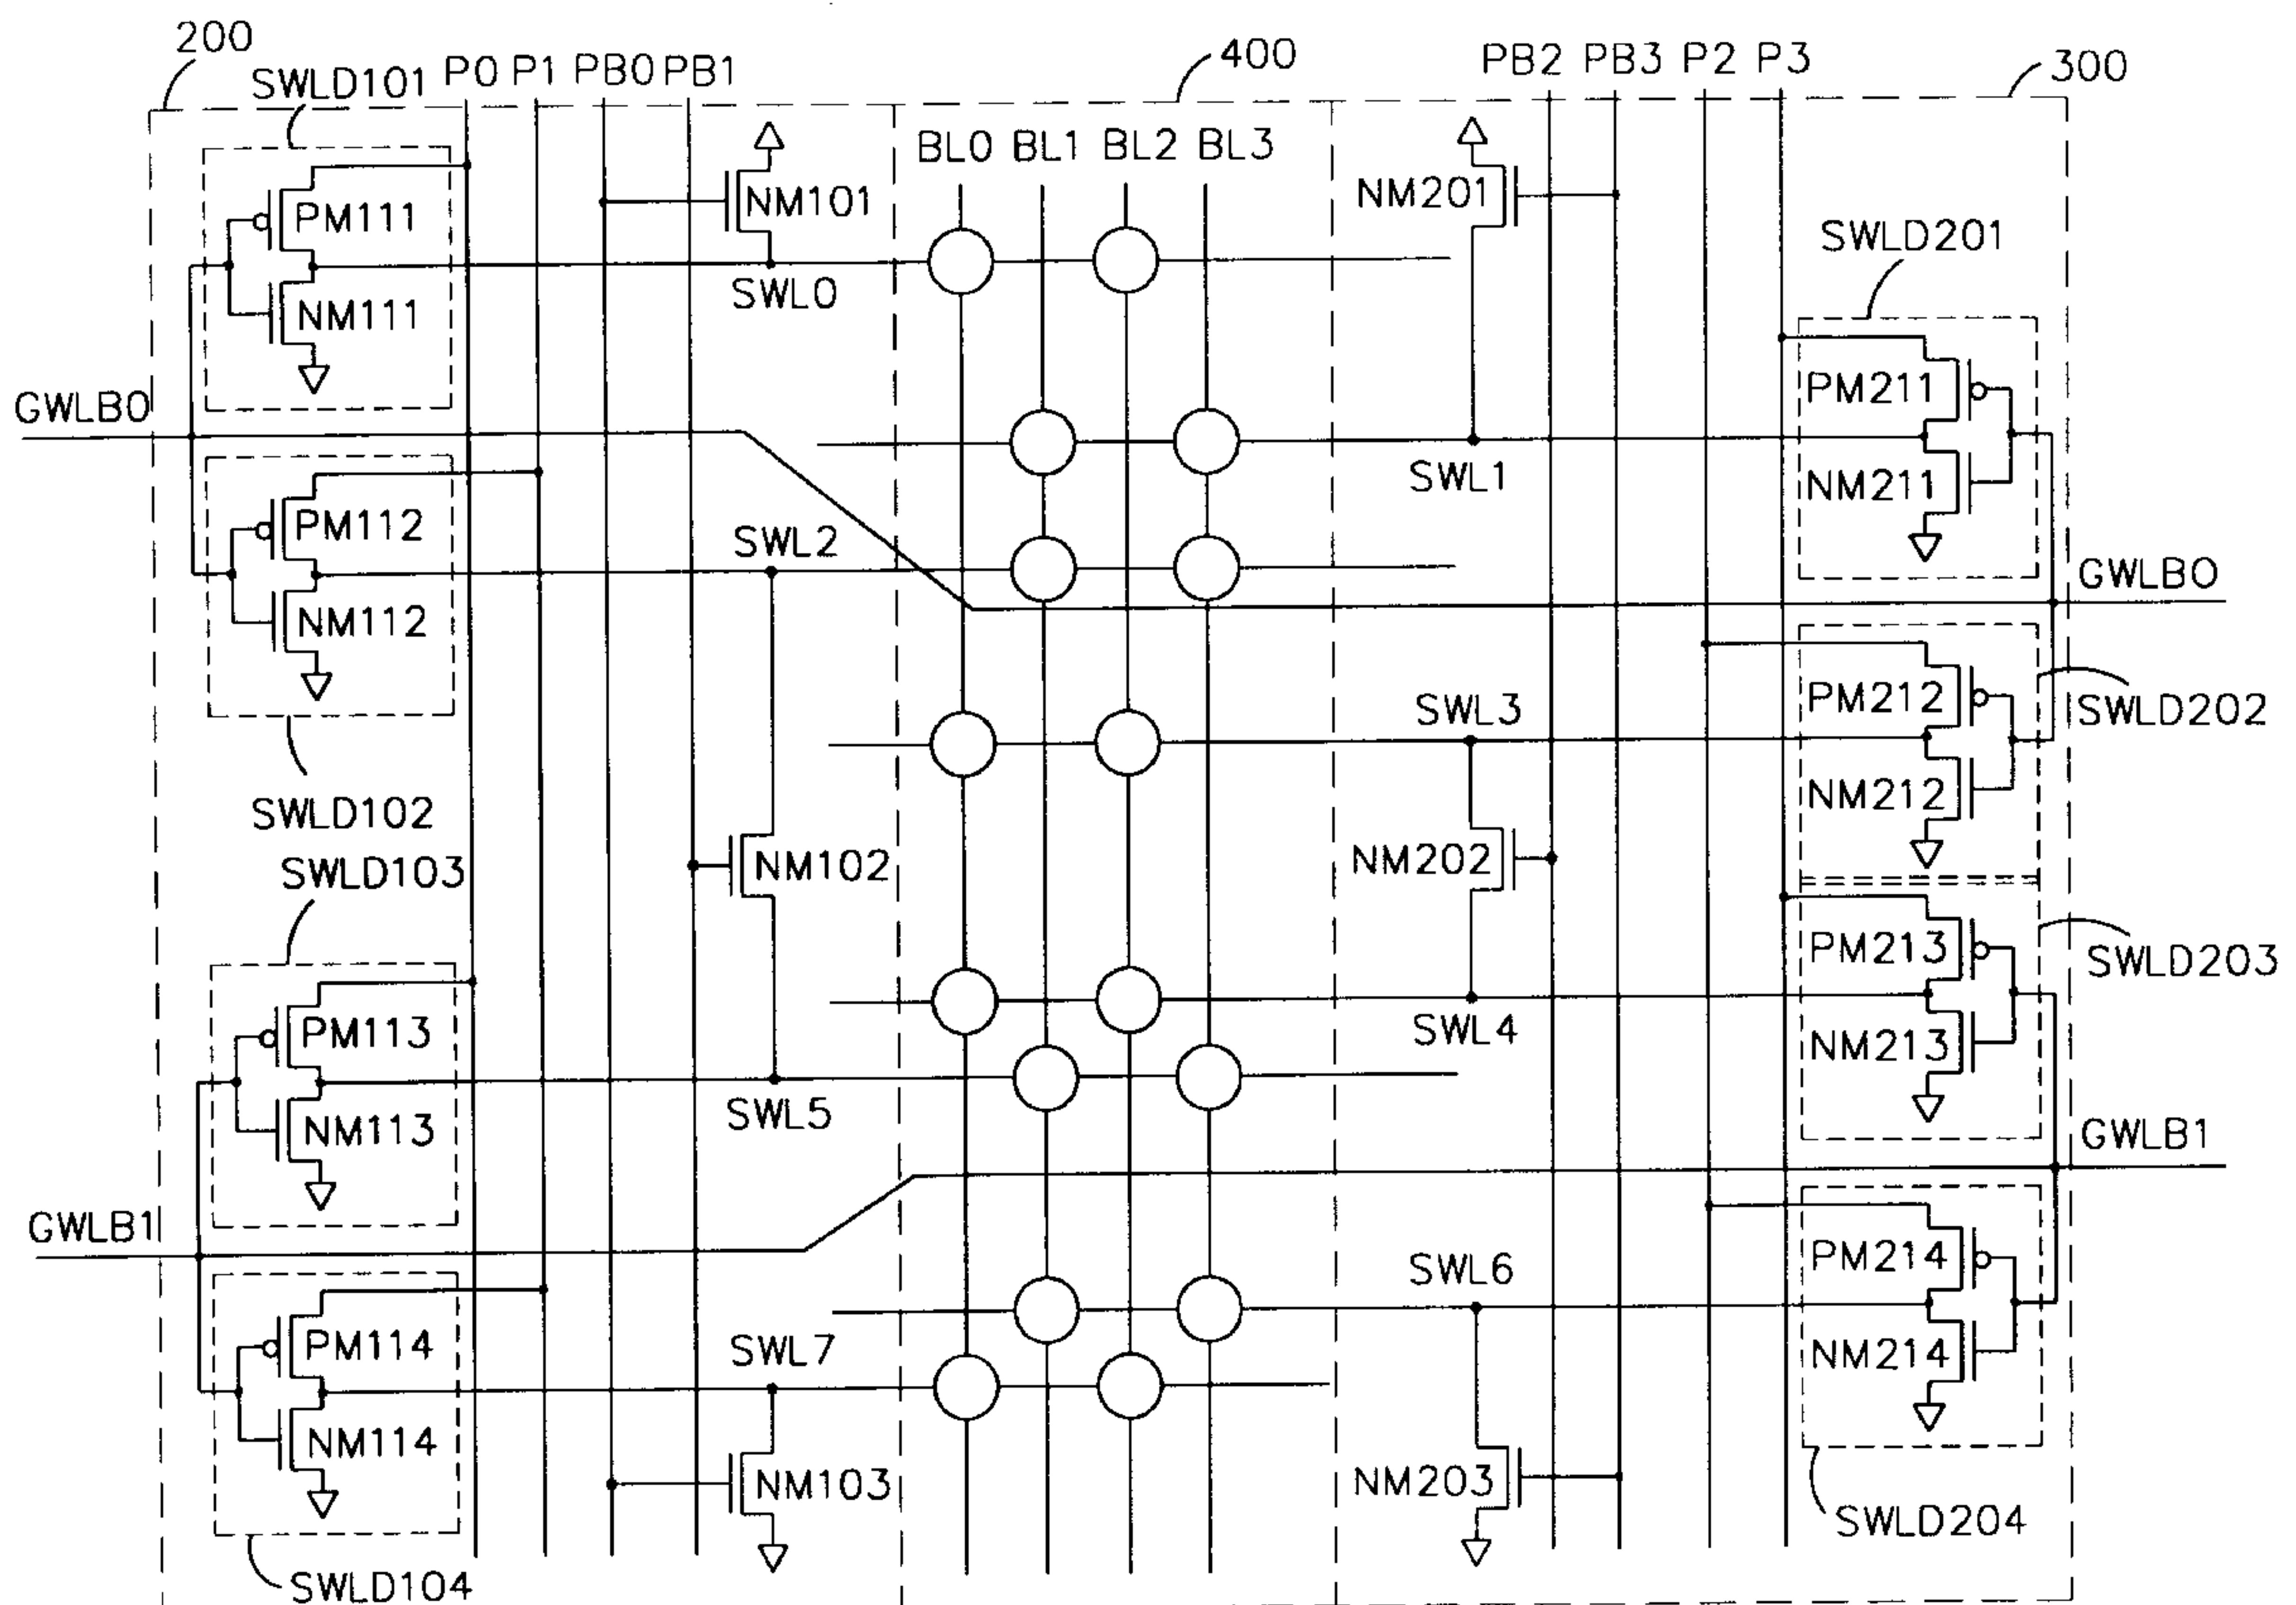 200
SWLD101
P0 P1 PB0 PB1
400
PB2 PB3 P2 P3
300
BL0 BL1 BL2 BL3
PM111
NM101
NM201
SWLD201
NM111
SWL0
GWLB0
PM211
SWL1
NM211
PM112
SWL2
GWLB0
NM112
SWL3
PM212
SWLD202
SWLD102
NM212
SWLD103
NM102
NM202
PM213
SWLD203
PM113
SWL4
NM213
NM113
SWL5
GWLB1
GWLB1
SWL6
PM214
PM114
SWL7
NM214
NM114
NM103
NM203
SWLD204
SWLD104